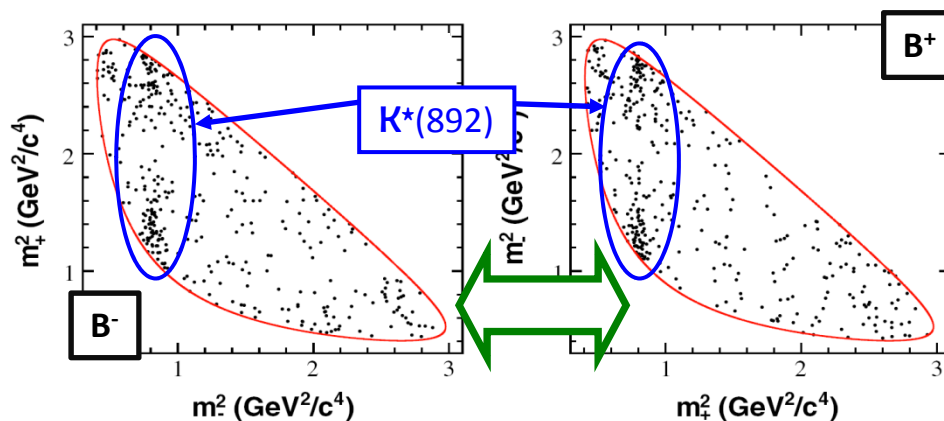 B⁺
K*(892)
m²₊ (GeV²/c⁴)
3
2
1
1
2
3
m²₋ (GeV²/c⁴)
B⁻
m²₋ (GeV²/c⁴)
3
2
1
1
2
3
m²₊ (GeV²/c⁴)